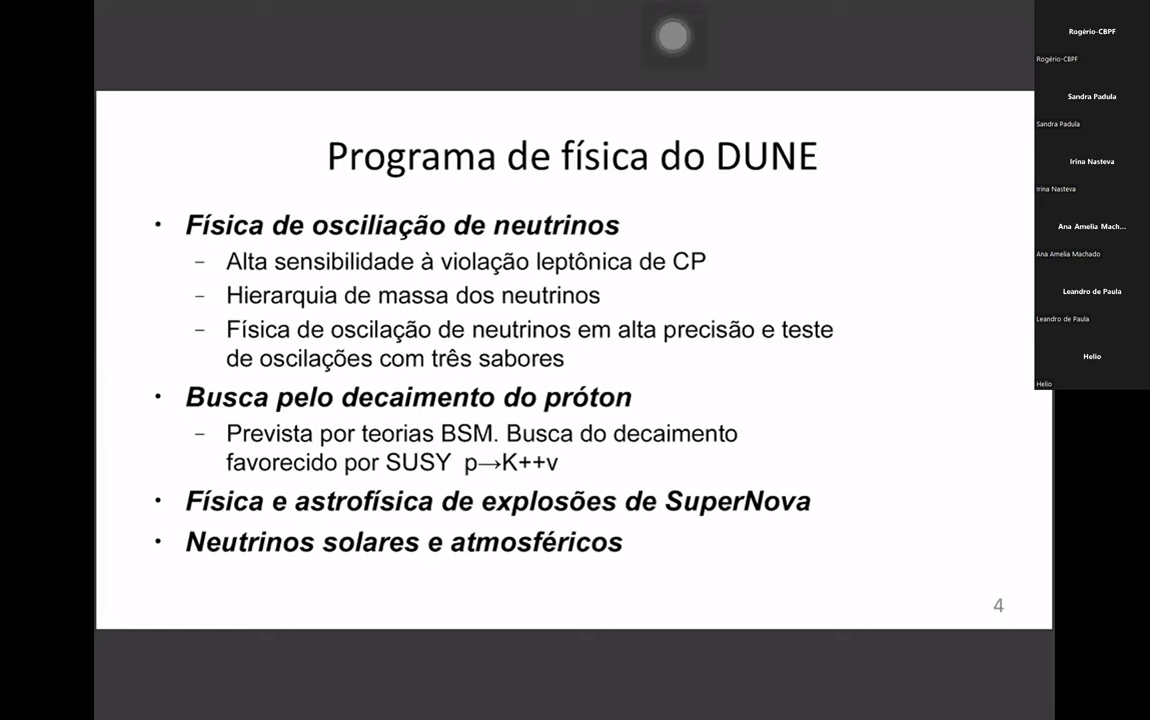 Programa de física do DUNE
• Física de osciliação de neutrinos
– Alta sensibilidade à violação leptônica de CP
– Hierarquia de massa dos neutrinos
– Física de oscilação de neutrinos em alta precisão e teste
de oscilações com três sabores
• Busca pelo decaimento do próton
– Prevista por teorias BSM. Busca do decaimento
favorecido por SUSY p→K++v
• Física e astrofísica de explosões de SuperNova
• Neutrinos solares e atmosféricos
4
Rogério-CBPF
Rogério-CBPF
Sandra Padula
Sandra Padula
Irina Nasteva
Irina Nasteva
Ana Amelia Mach...
Ana Amelia Machado
Leandro de Paula
Leandro de Paula
Helio
Helio